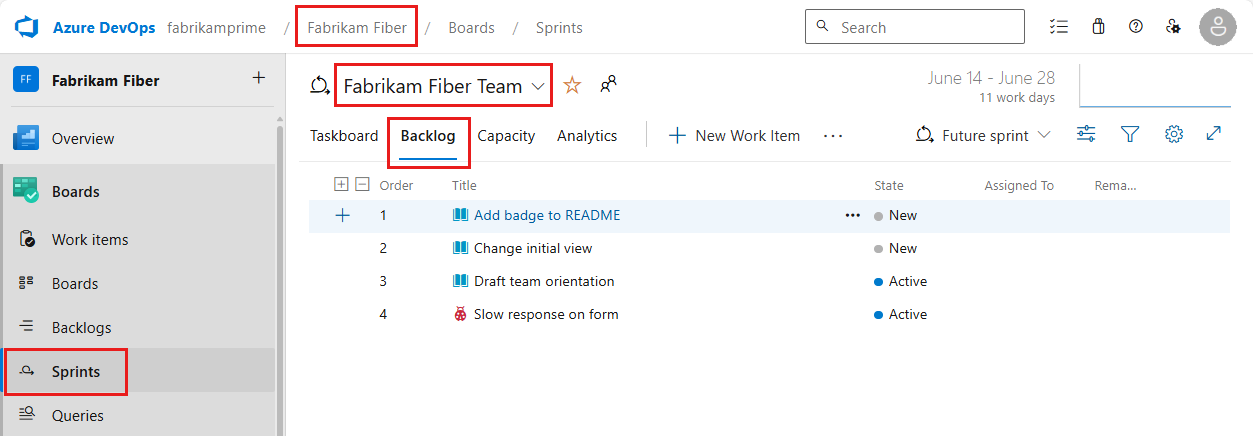 Azure DevOps fabrikamprime / Fabrikam Fiber / Boards / Sprints Search
FF Fabrikam Fiber
Overview
Boards
Work items
Boards
Backlogs
Sprints
Queries
Fabrikam Fiber Team
June 14 - June 28
11 work days
Taskboard Backlog Capacity Analytics New Work Item Future sprint
Order Title State Assigned To Rema...
1 Add badge to README New
2 Change initial view New
3 Draft team orientation Active
4 Slow response on form Active